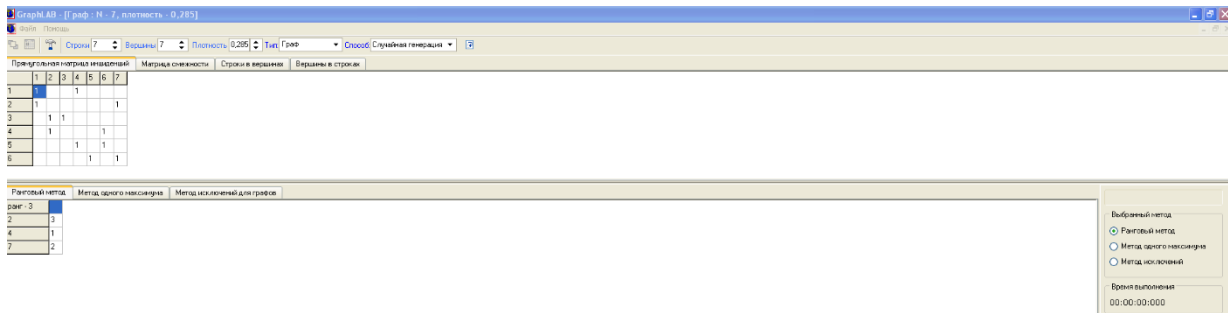 GraphLAB - [Граф : N - 7, плотность - 0,285]
Файл Помощь
Строки 7 Вершины 7 Плотность 0,285 Тип: Граф Способ: Случайная генерация
Прямоугольная матрица инциденций Матрица смежности Строки в вершинах Вершины в строках
1 2 3 4 5 6 7
1 1 1
2 1 1
3 1 1
4 1 1
5 1 1
6 1 1
Ранговый метод Метод одного максимума Метод исключений для графов
ранг - 3
2 3
4 1
7 2
Выбранный метод
Ранговый метод
Метод одного максимума
Метод исключений
Время выполнения
00:00:00:000